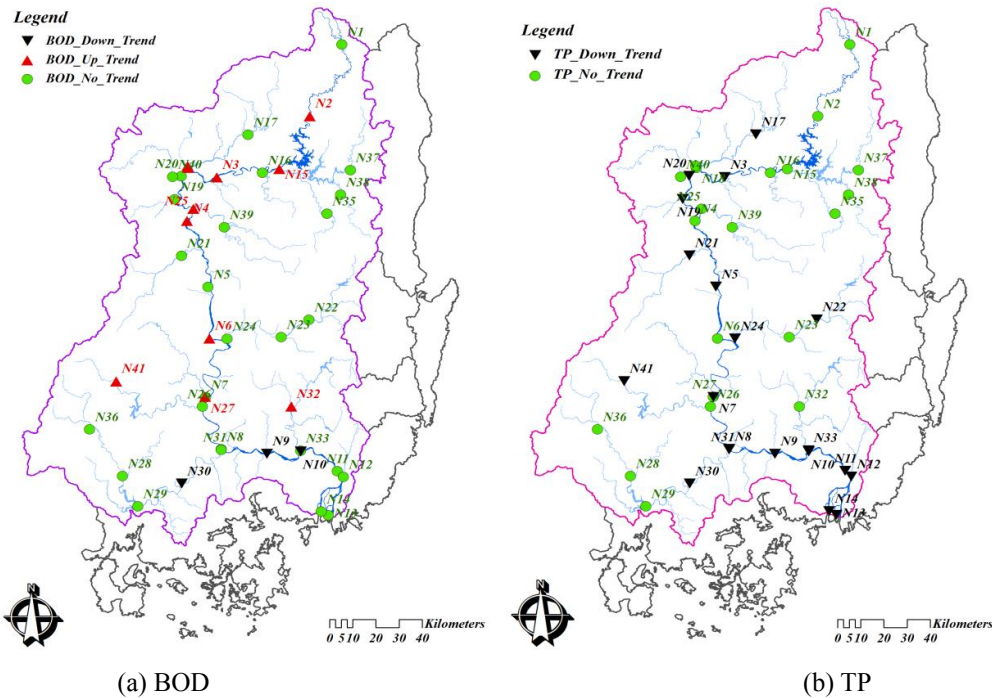 Legend
BOD_Down_Trend
BOD_Up_Trend
BOD_No_Trend
N1
N2
N17
N20
N40
N3
N16
N15
N37
N19
N38
N25
N4
N35
N39
N21
N5
N22
N6
N24
N23
N41
N7
N26
N27
N32
N36
N31
N8
N9
N33
N10
N11
N12
N28
N30
N29
N14
N13
N
Kilometers
0 5 10 20 30 40
(a) BOD
Legend
TP_Down_Trend
TP_No_Trend
N1
N2
N17
N20
N40
N3
N16
N15
N37
N18
N38
N25
N19
N4
N35
N39
N21
N5
N22
N6
N24
N23
N41
N27
N26
N7
N32
N36
N31
N8
N9
N33
N10
N11
N12
N28
N30
N29
N14
N13
N
Kilometers
0 5 10 20 30 40
(b) TP